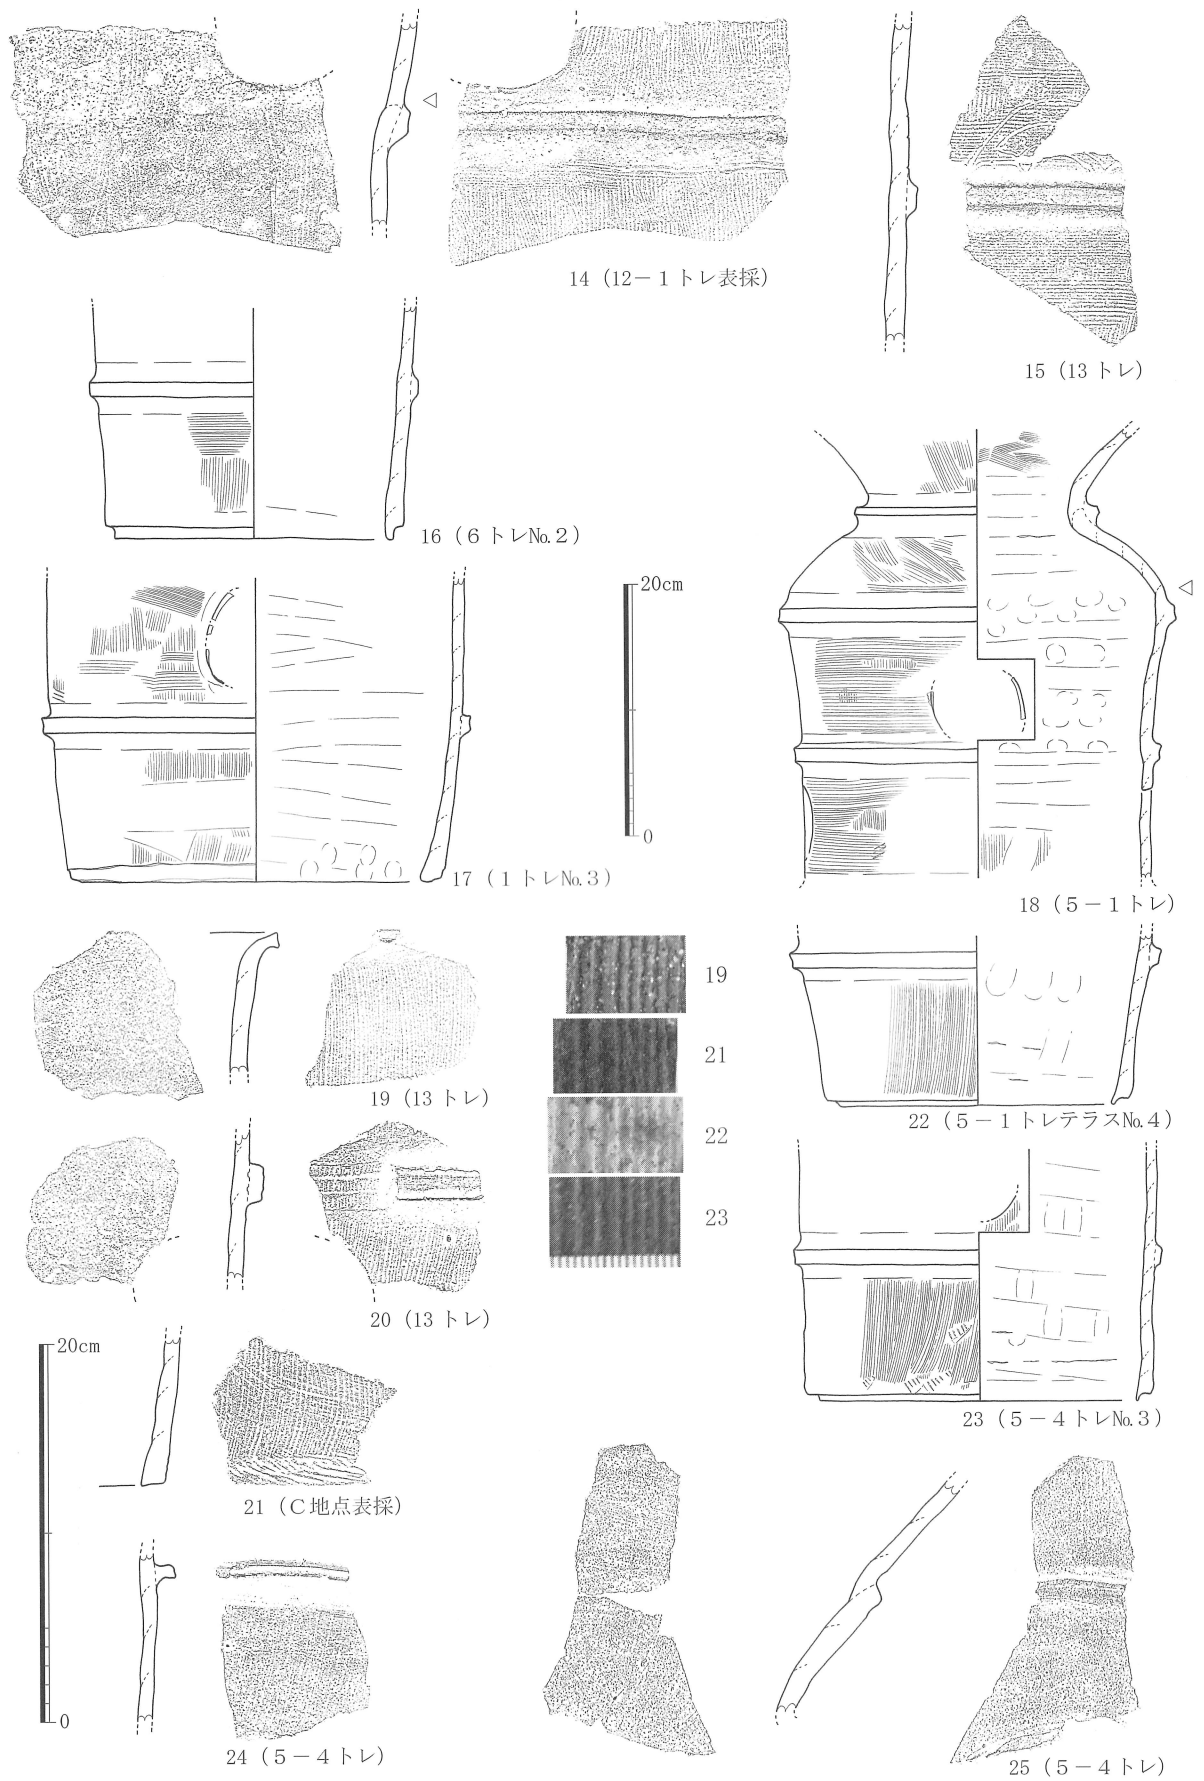 14（12－1トレ表採）
15（13トレ）
16（6トレ№2）
20cm
0
17（1トレ№3）
18（5－1トレ）
19
21
22
23
19（13トレ）
22（5－1トレテラス№4）
20（13トレ）
20cm
0
23（5－4トレ№3）
21（C地点表採）
24（5－4トレ）
25（5－4トレ）